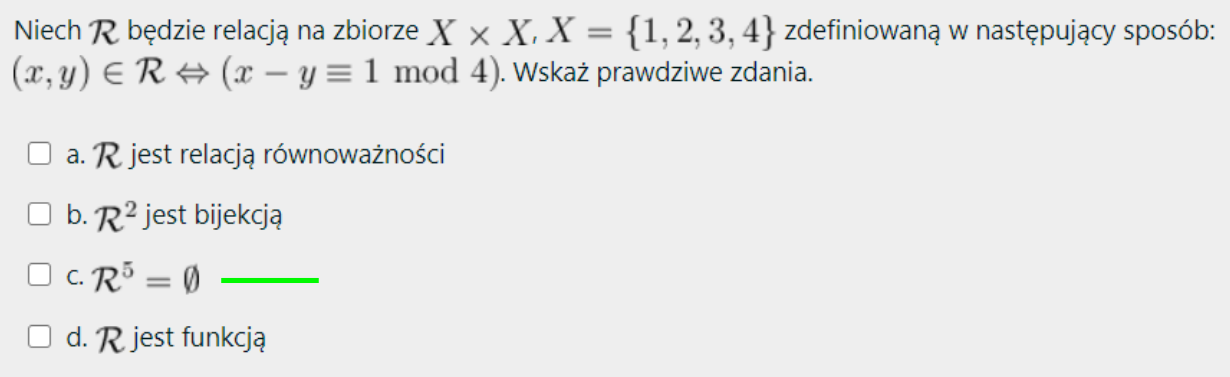 Niech ℛ będzie relacją na zbiorze X × X, X = {1, 2, 3, 4} zdefiniowaną w następujący sposób:
(x, y) ∈ ℛ ⇔ (x − y ≡ 1 mod 4). Wskaż prawdziwe zdania.
a. ℛ jest relacją równoważności
b. ℛ² jest bijekcją
c. ℛ⁵ = ∅
d. ℛ jest funkcją